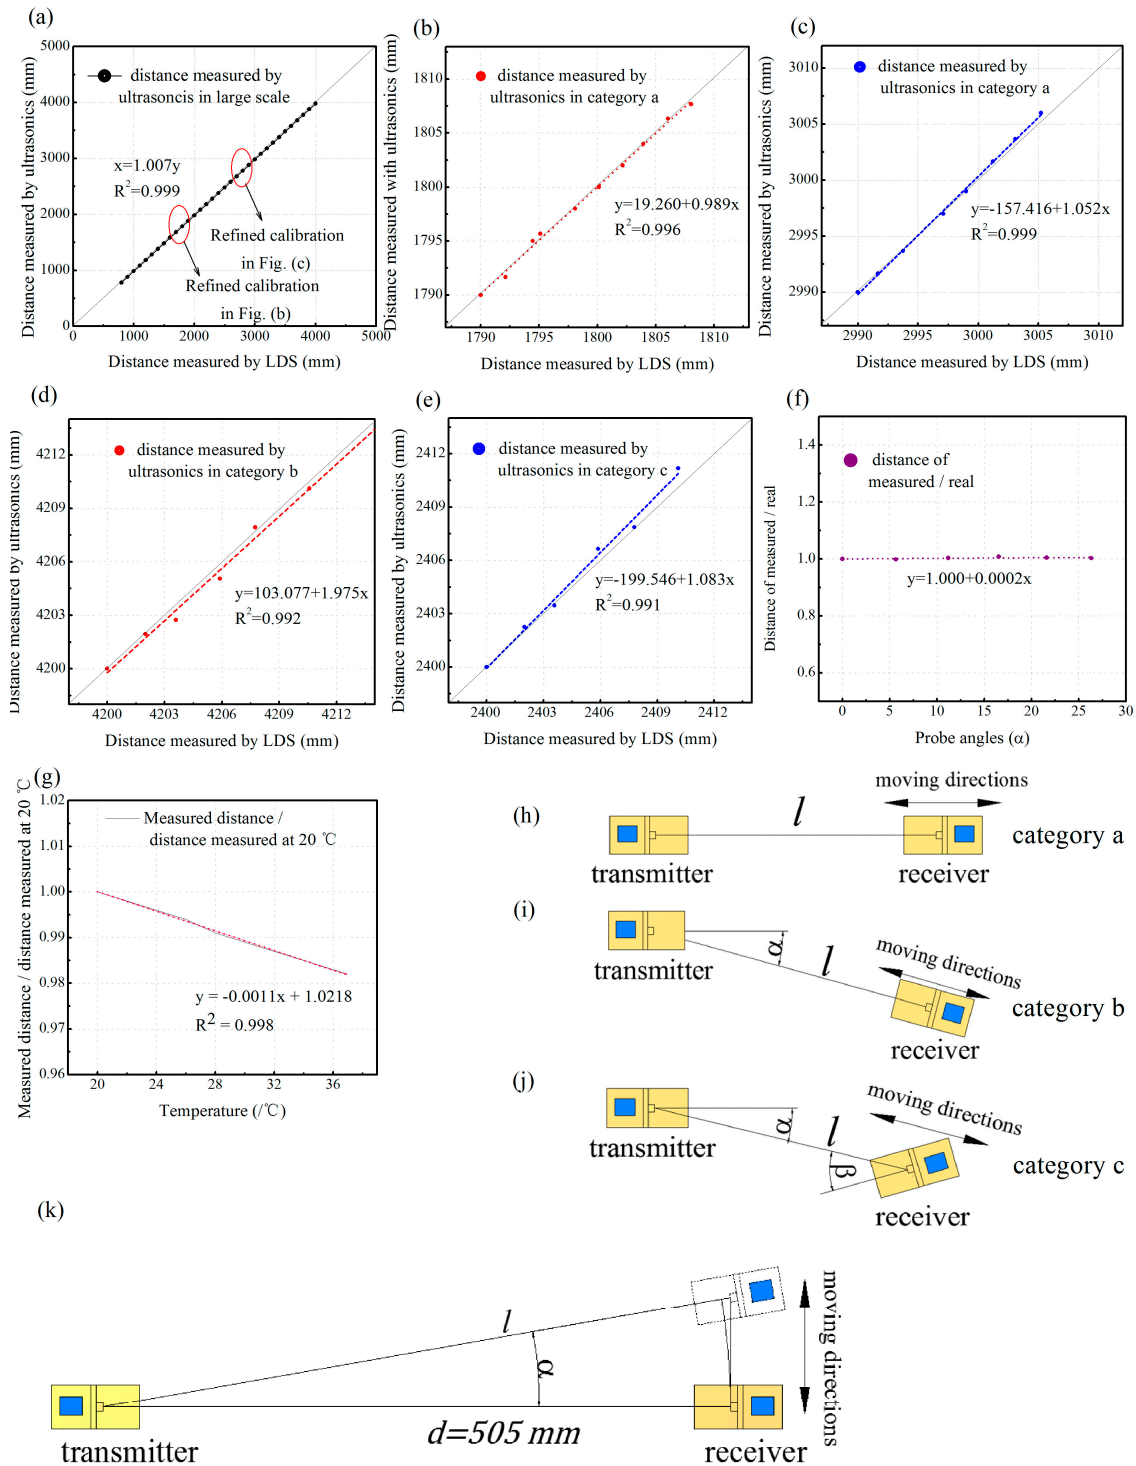 (a)
Distance measured by ultrasonics (mm)
5000
4000
3000
2000
1000
0
distance measured by
ultrasoncis in large scale
x=1.007y
R²=0.999
Refined calibration
in Fig. (c)
Refined calibration
in Fig. (b)
0 1000 2000 3000 4000 5000
Distance measured by LDS (mm)
(b)
Distance measured with ultrasonics (mm)
1810
1805
1800
1795
1790
distance measured by
ultrasonics in category a
y=19.260+0.989x
R²=0.996
1790 1795 1800 1805 1810
Distance measured by LDS (mm)
(c)
Distance measured by ultrasonics (mm)
3010
3005
3000
2995
2990
distance measured by
ultrasonics in category a
y=-157.416+1.052x
R²=0.999
2990 2995 3000 3005 3010
Distance measured by LDS (mm)
(d)
Distance measured by ultrasonics (mm)
4212
4209
4206
4203
4200
distance measured by
ultrasonics in category b
y=103.077+1.975x
R²=0.992
4200 4203 4206 4209 4212
Distance measured by LDS (mm)
(e)
Distance measured by ultrasonics (mm)
2412
2409
2406
2403
2400
distance measured by
ultrasonics in category c
y=-199.546+1.083x
R²=0.991
2400 2403 2406 2409 2412
Distance measured by LDS (mm)
(f)
Distance of measured / real
1.4
1.2
1.0
0.8
0.6
distance of
measured / real
y=1.000+0.0002x
0 5 10 15 20 25 30
Probe angles (α)
(g)
Measured distance / distance measured at 20 ℃
1.02
1.01
1.00
0.99
0.98
0.97
0.96
Measured distance /
distance measured at 20 ℃
y = -0.0011x + 1.0218
R² = 0.998
20 24 28 32 36
Temperature (/℃)
(h)
moving directions
l
category a
transmitter
receiver
(i)
α
l
moving directions
transmitter
category b
receiver
(j)
α
l
β
moving directions
transmitter
category c
receiver
(k)
l
α
moving directions
d=505 mm
transmitter
receiver